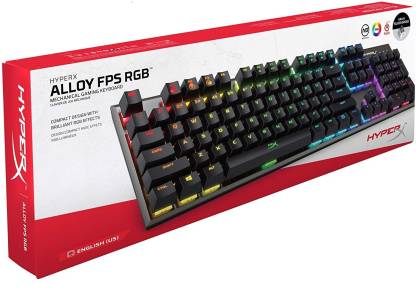 HYPERX
ALLOY FPS RGB™
MECHANICAL GAMING KEYBOARD
COMPACT DESIGN WITH
BRILLIANT RGB EFFECTS
HYPERX
ENGLISH (US)
HYPERX
ALLOY FPS RGB